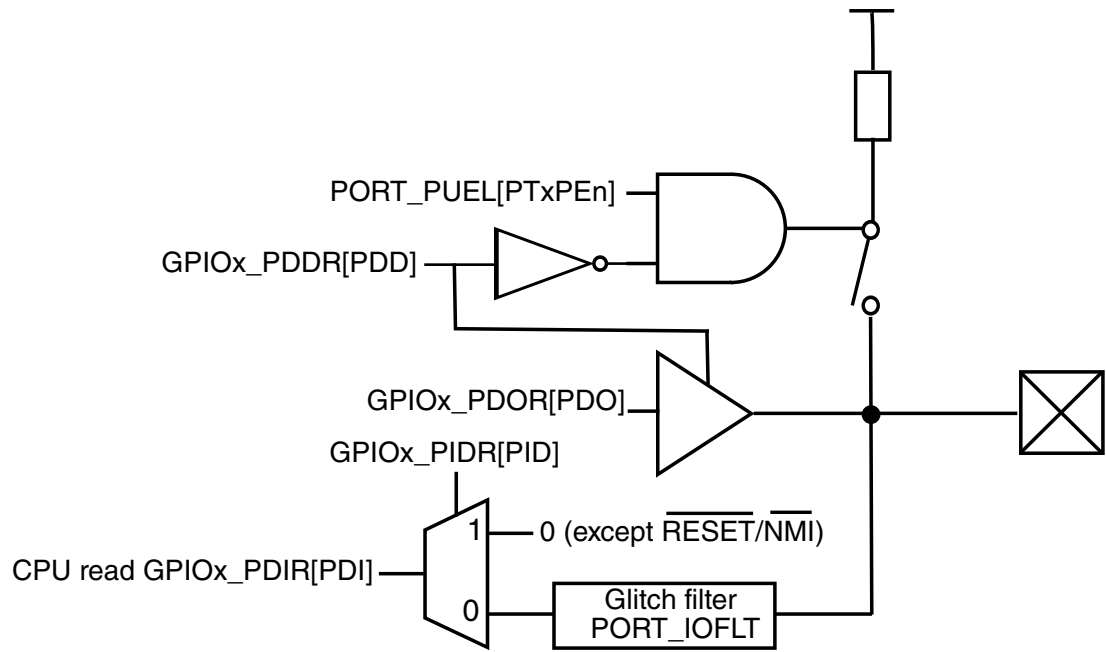 PORT_PUEL[PTxPEn]
GPIOx_PDDR[PDD]
GPIOx_PDOR[PDO]
GPIOx_PIDR[PID]
1
0 (except RESET/NMI)
CPU read GPIOx_PDIR[PDI]
0
Glitch filter
PORT_IOFLT